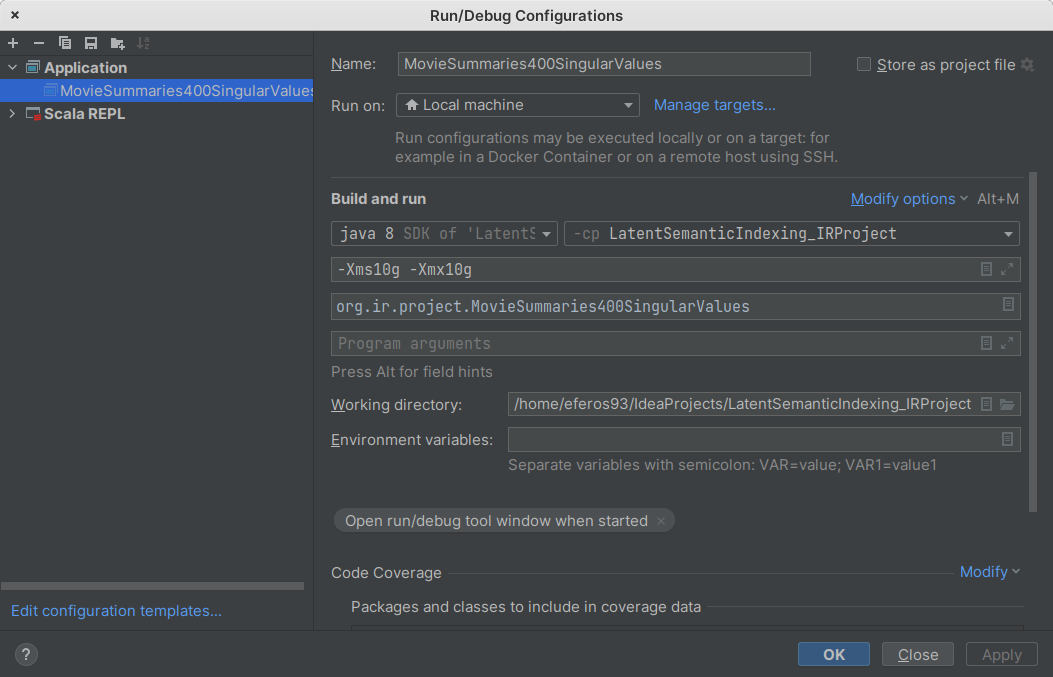 Run/Debug Configurations
Application
MovieSummaries400SingularValues
Scala REPL
Edit configuration templates...
Name: MovieSummaries400SingularValues Store as project file
Run on: Local machine Manage targets...
Run configurations may be executed locally or on a target: for
example in a Docker Container or on a remote host using SSH.
Build and run Modify options Alt+M
java 8 SDK of 'LatentS -cp LatentSemanticIndexing_IRProject
-Xms10g -Xmx10g
org.ir.project.MovieSummaries400SingularValues
Program arguments
Press Alt for field hints
Working directory: /home/eferos93/IdeaProjects/LatentSemanticIndexing_IRProject
Environment variables:
Separate variables with semicolon: VAR=value; VAR1=value1
Open run/debug tool window when started ×
Code Coverage Modify
Packages and classes to include in coverage data
? OK Close Apply